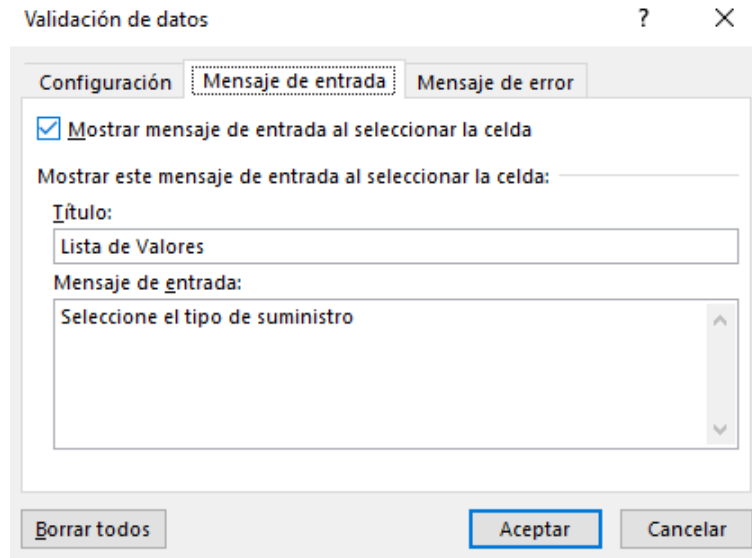 Validación de datos ? ×
Configuración Mensaje de entrada Mensaje de error
Mostrar mensaje de entrada al seleccionar la celda
Mostrar este mensaje de entrada al seleccionar la celda:
Título:
Lista de Valores
Mensaje de entrada:
Seleccione el tipo de suministro
Borrar todos Aceptar Cancelar